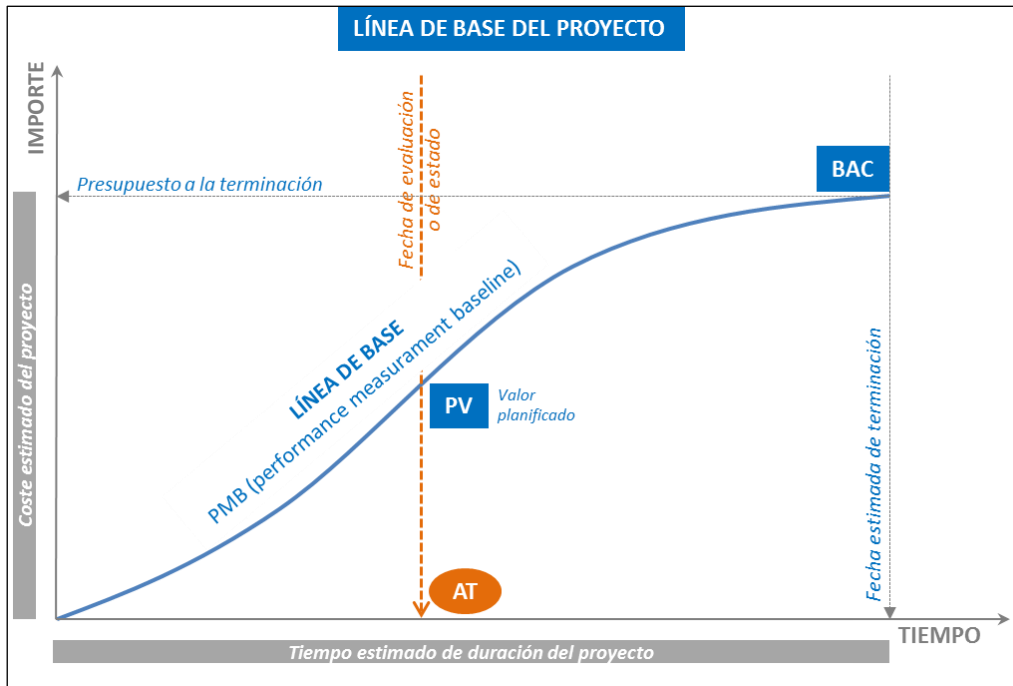 LÍNEA DE BASE DEL PROYECTO
IMPORTE
Fecha de evaluación
o de estado
BAC
Presupuesto a la terminación
Coste estimado del proyecto
LÍNEA DE BASE
PMB (performance measurament baseline)
PV
Valor
planificado
Fecha estimada de terminación
AT
TIEMPO
Tiempo estimado de duración del proyecto